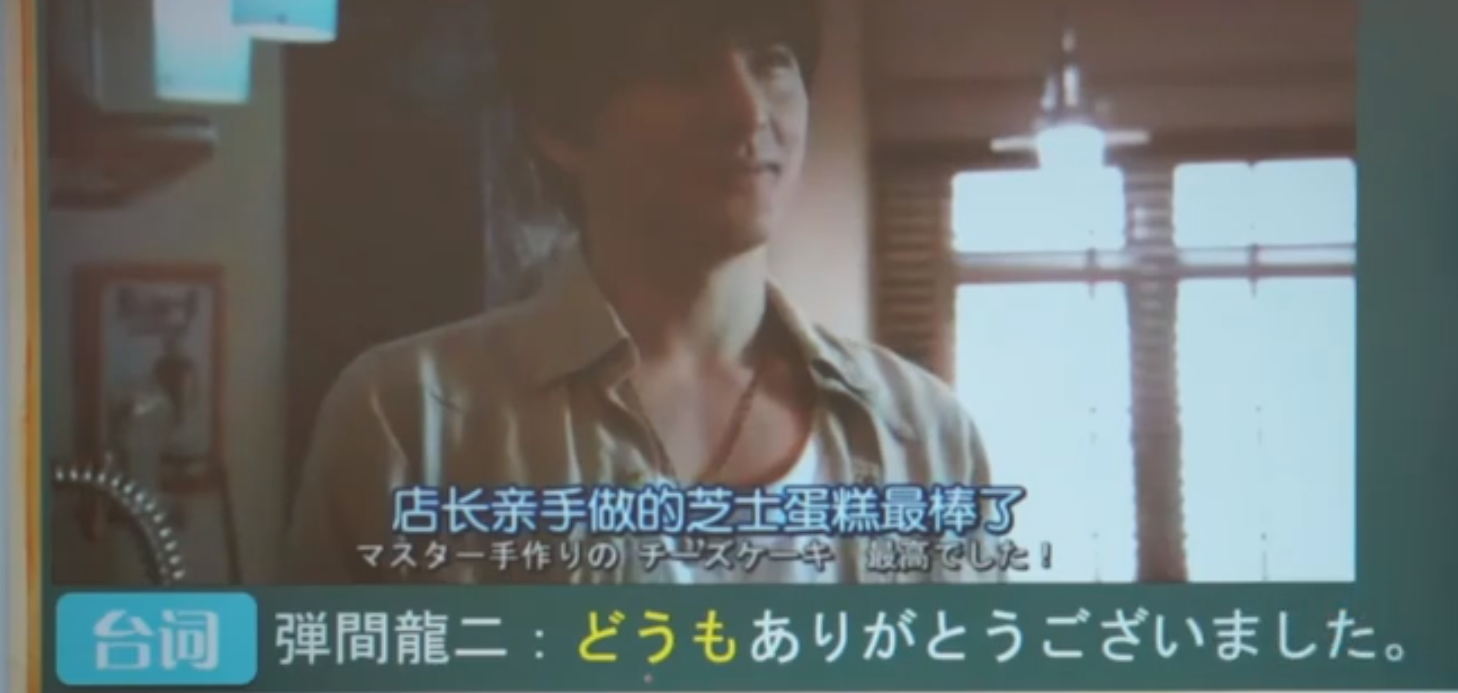 店长亲手做的芝士蛋糕最棒了
マスター手作りの チーズケーキ 最高でした!
台词 弾間龍二：どうもありがとうございました。